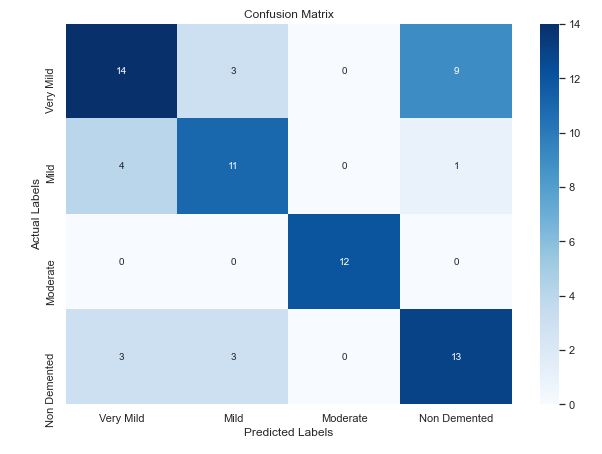 Confusion Matrix
Actual Labels
Very Mild
14 3 0 9
Mild
4 11 0 1
Moderate
0 0 12 0
Non Demented
3 3 0 13
Very Mild Mild Moderate Non Demented
Predicted Labels
14
12
10
8
6
4
2
0